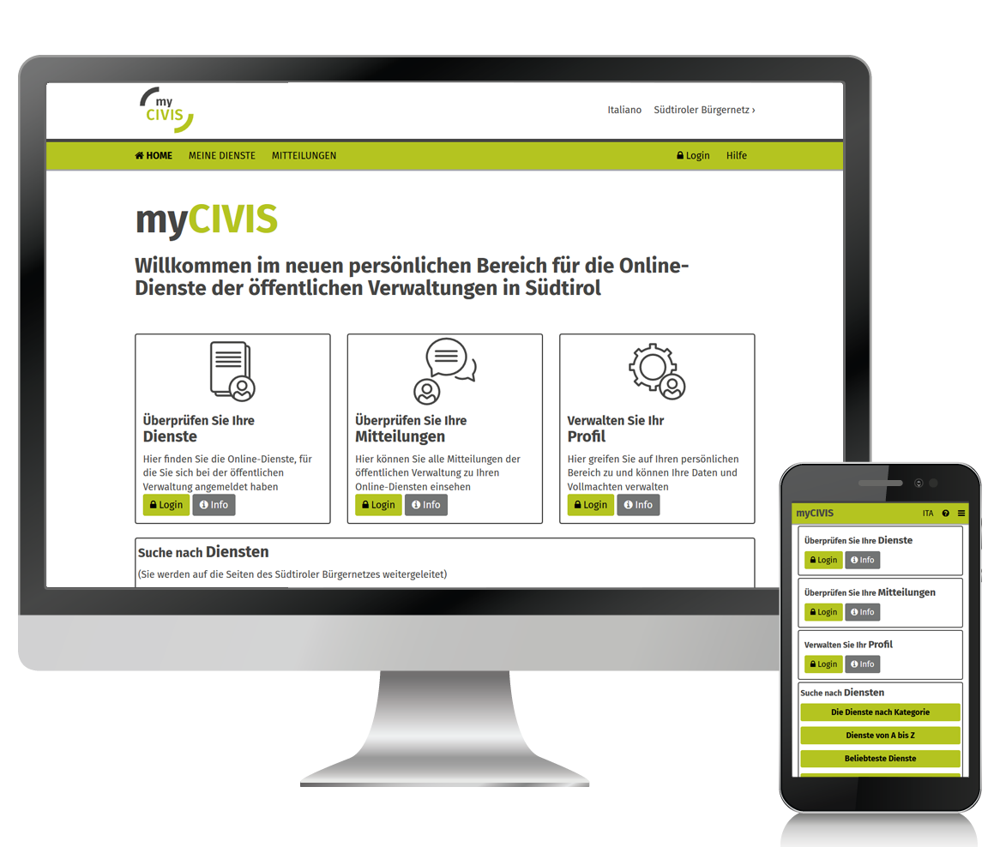 my
CIVIS
Italiano Südtiroler Bürgernetz ›
HOME MEINE DIENSTE MITTEILUNGEN Login Hilfe
myCIVIS
Willkommen im neuen persönlichen Bereich für die Online-
Dienste der öffentlichen Verwaltungen in Südtirol
Überprüfen Sie Ihre
Dienste
Hier finden Sie die Online-Dienste, für
die Sie sich bei der öffentlichen
Verwaltung angemeldet haben
Login Info
Überprüfen Sie Ihre
Mitteilungen
Hier können Sie alle Mitteilungen der
öffentlichen Verwaltung zu Ihren
Online-Diensten einsehen
Login Info
Verwalten Sie Ihr
Profil
Hier greifen Sie auf Ihren persönlichen
Bereich zu und können Ihre Daten und
Vollmachten verwalten
Login Info
Suche nach Diensten
(Sie werden auf die Seiten des Südtiroler Bürgernetzes weitergeleitet)
myCIVIS ITA
Überprüfen Sie Ihre Dienste
Login Info
Überprüfen Sie Ihre Mitteilungen
Login Info
Verwalten Sie Ihr Profil
Login Info
Suche nach Diensten
Die Dienste nach Kategorie
Dienste von A bis Z
Beliebteste Dienste